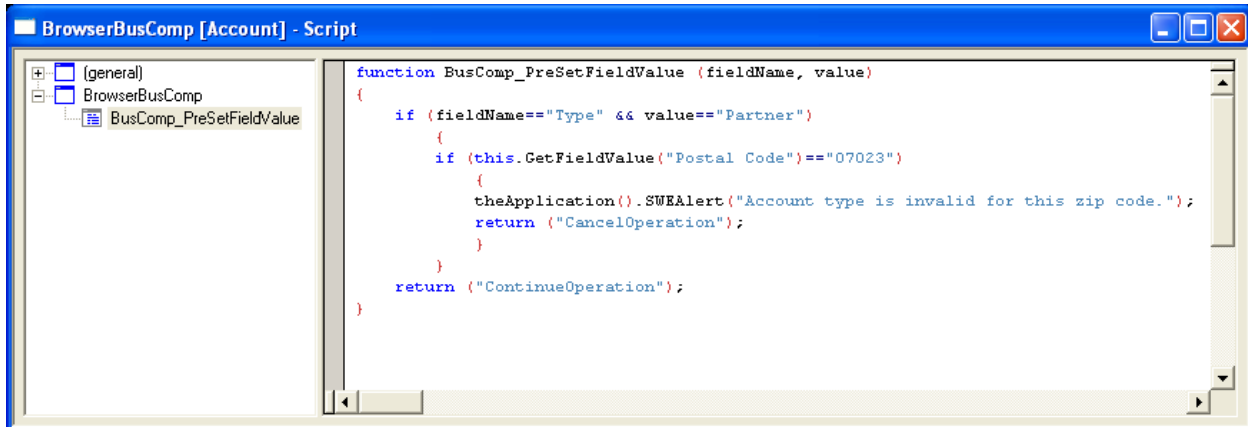 BrowserBusComp [Account] - Script
(general)
BrowserBusComp
BusComp_PreSetFieldValue
function BusComp_PreSetFieldValue (fieldName, value)
{
if (fieldName=="Type" && value=="Partner")
{
if (this.GetFieldValue("Postal Code")=="07023")
{
theApplication().SWEAlert("Account type is invalid for this zip code.");
return ("CancelOperation");
}
}
return ("ContinueOperation");
}